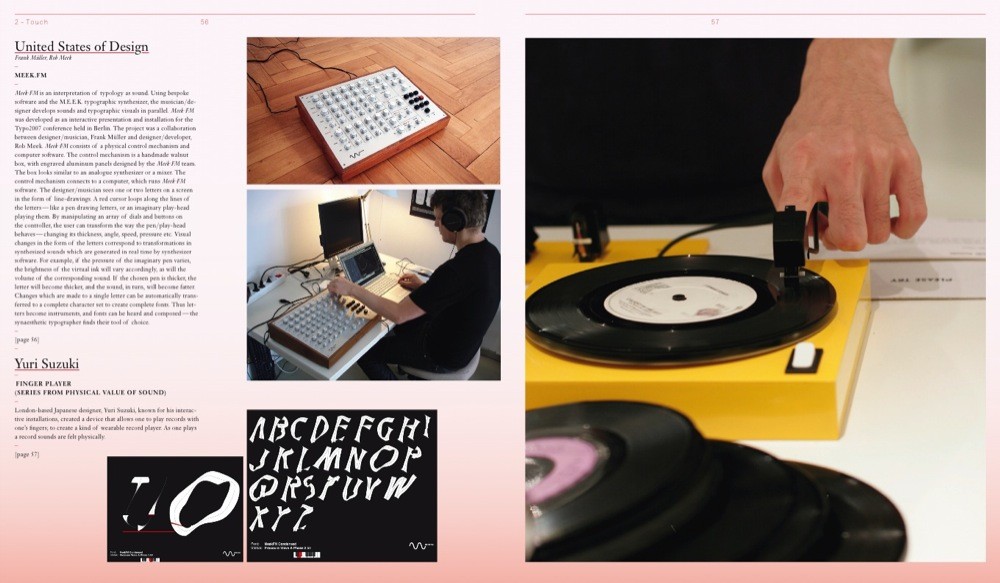 2 - Touch
56
57
United States of Design
Frank Müller, Rob Meek
MEEK.FM
Meek FM is an interpretation of typology as sound. Using bespoke
software and the M.E.E.K. typographic synthesizer, the musician/de-
signer develops sounds and typographic visuals in parallel. Meek FM
was developed as an interactive presentation and installation for the
Typo2007 conference held in Berlin. The project was a collaboration
between designer/musician, Frank Müller and designer/developer,
Rob Meek. Meek FM consists of a physical control mechanism and
computer software. The control mechanism is a handmade walnut
box, with engraved aluminum panels designed by the Meek FM team.
The box looks similar to an analogue synthesizer or a mixer. The
control mechanism connects to a computer, which runs Meek FM
software. The designer/musician sees one or two letters on a screen
in the form of line-drawings. A red cursor loops along the lines of
the letters—like a pen drawing letters, or an imaginary play-head
playing them. By manipulating an array of dials and buttons on
the controller, the user can transform the way the pen/play-head
behaves—changing its thickness, angle, speed, pressure etc. Visual
changes in the form of the letters correspond to transformations in
synthesised sounds which are generated in real time by synthesizer
software. For example, if the pressure of the imaginary pen varies,
the brightness of the virtual ink will vary accordingly, as will the
volume of the corresponding sound. If the chosen pen is thicker, the
letter will become thicker, and the sound, in turn, will become fatter.
Changes which are made to a single letter can be automatically trans-
ferred to a complete character set to create complete fonts. Thus let-
ters become instruments, and fonts can be heard and composed—the
synaesthetic typographer finds their tool of choice.
[page 56]
Yuri Suzuki
FINGER PLAYER
(SERIES FROM PHYSICAL VALUE OF SOUND)
London-based Japanese designer, Yuri Suzuki, known for his interac-
tive installations, created a device that allows one to play records with
one's fingers, to create a kind of wearable record player. As one plays
a record sounds are felt physically.
[page 57]
ABCDEFGHI
JKLMNOP
QRSTUVW
XYZ
PLEASE TRY